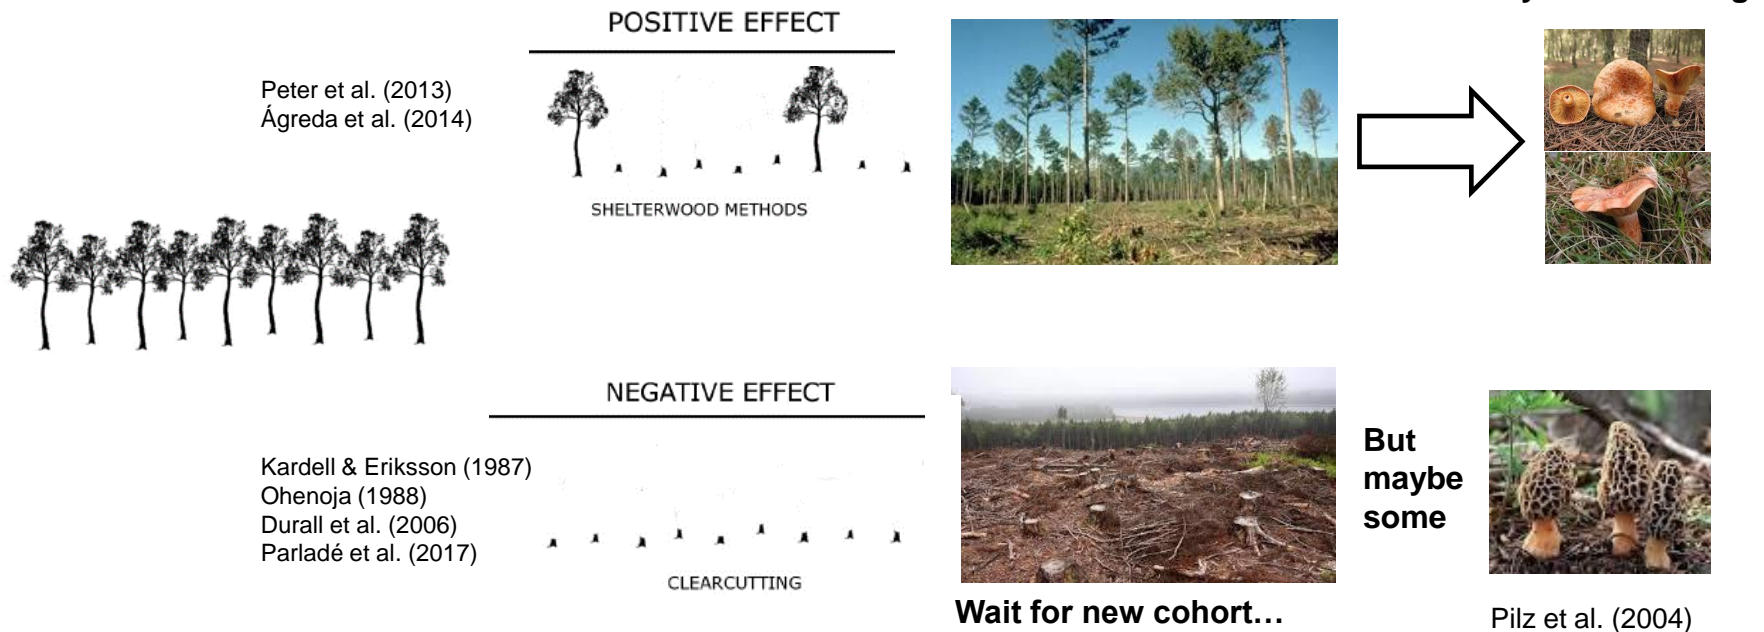 POSITIVE EFFECT
Peter et al. (2013)
Ágreda et al. (2014)
SHELTERWOOD METHODS
NEGATIVE EFFECT
Kardell & Eriksson (1987)
Ohenoja (1988)
Durall et al. (2006)
Parladé et al. (2017)
CLEARCUTTING
But
maybe
some
Wait for new cohort…
Pilz et al. (2004)